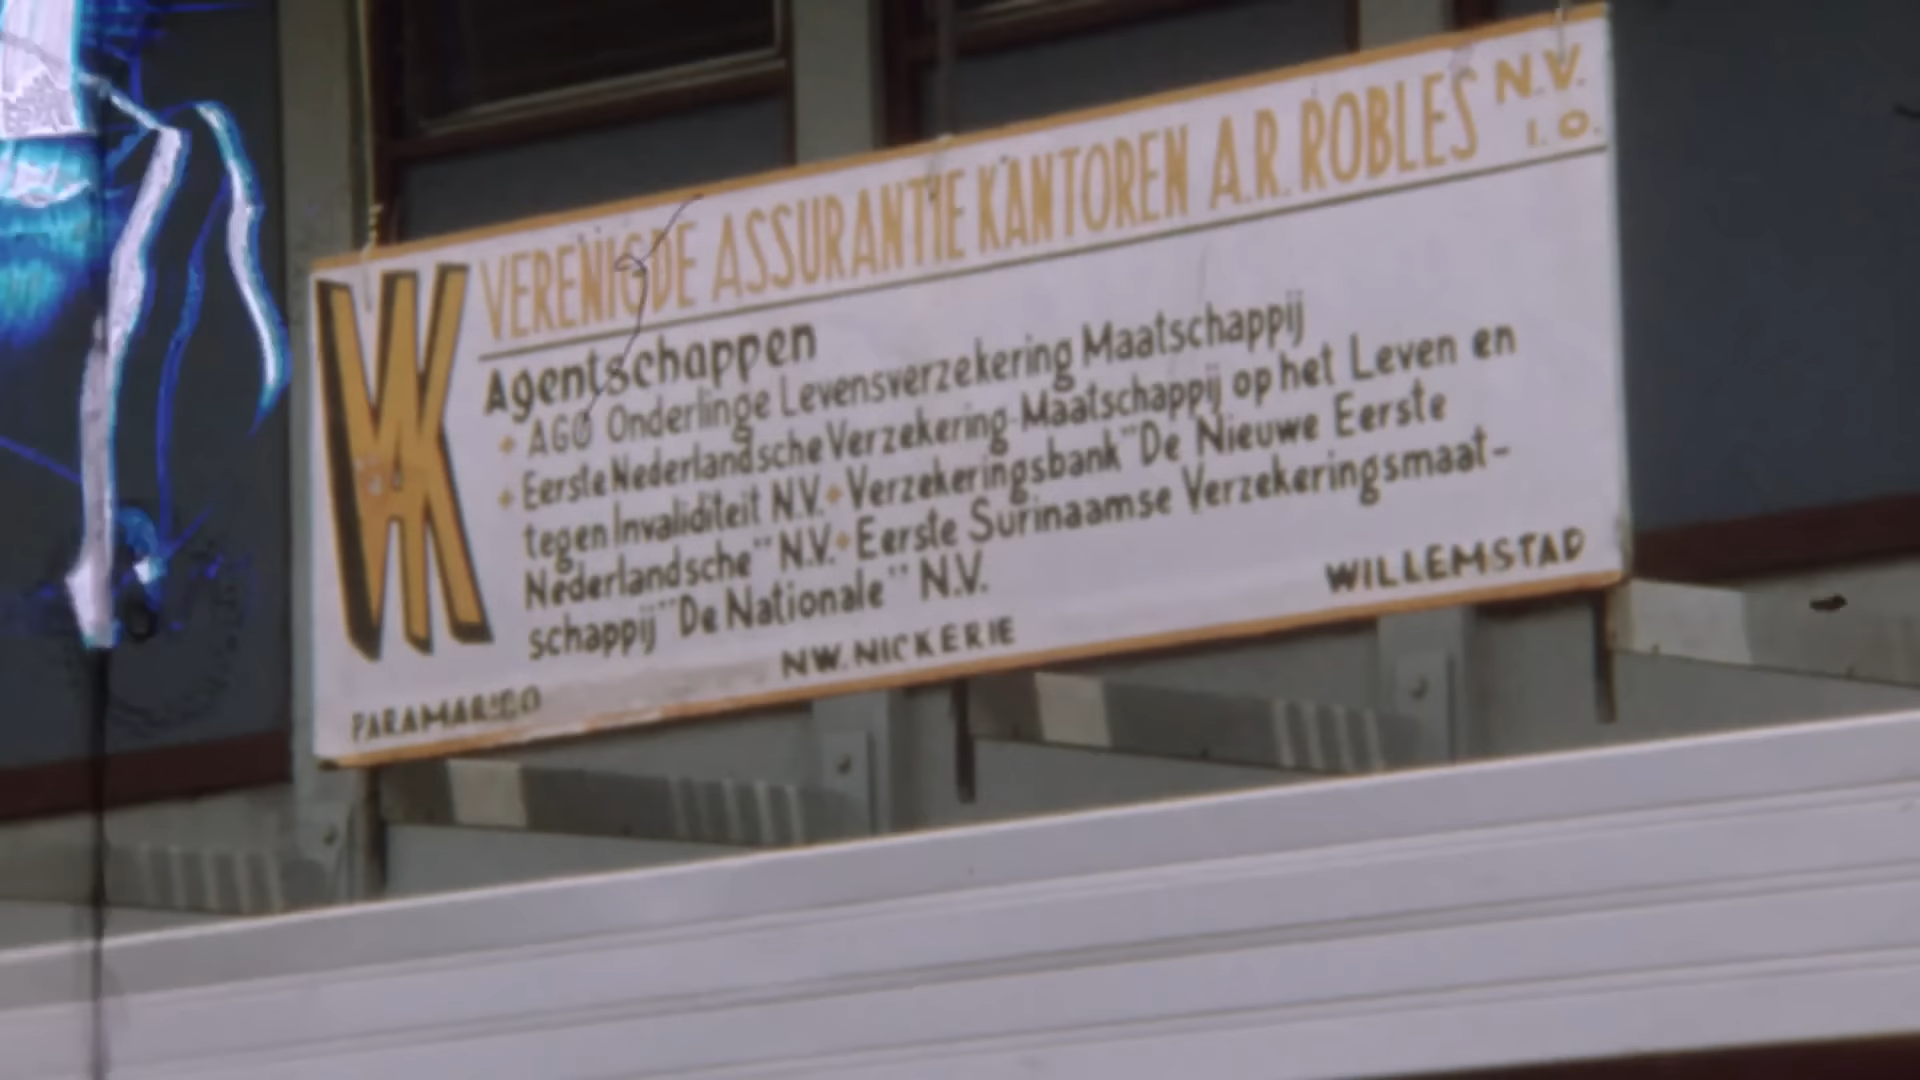 VAK
VERENIGDE ASSURANTIE KANTOREN A.R. ROBLES N.V.
I.O.
Agentschappen
+ AGO Onderlinge Levensverzekering Maatschappij
+ Eerste Nederlandsche Verzekering-Maatschappij op het Leven en
tegen Invaliditeit N.V. + Verzekeringsbank "De Nieuwe Eerste
Nederlandsche" N.V. + Eerste Surinaamse Verzekeringsmaat-
schappij "De Nationale" N.V.
PARAMARIBO NW. NICKERIE WILLEMSTAD